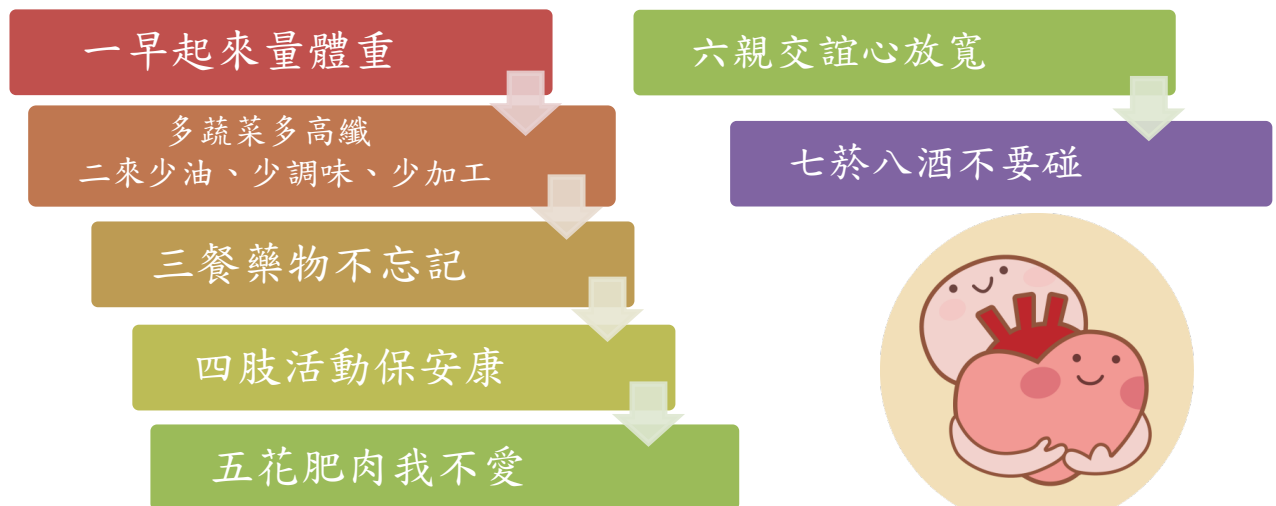 一早起來量體重
多蔬菜多高纖
二來少油、少調味、少加工
三餐藥物不忘記
四肢活動保安康
五花肥肉我不愛
六親交誼心放寬
七菸八酒不要碰